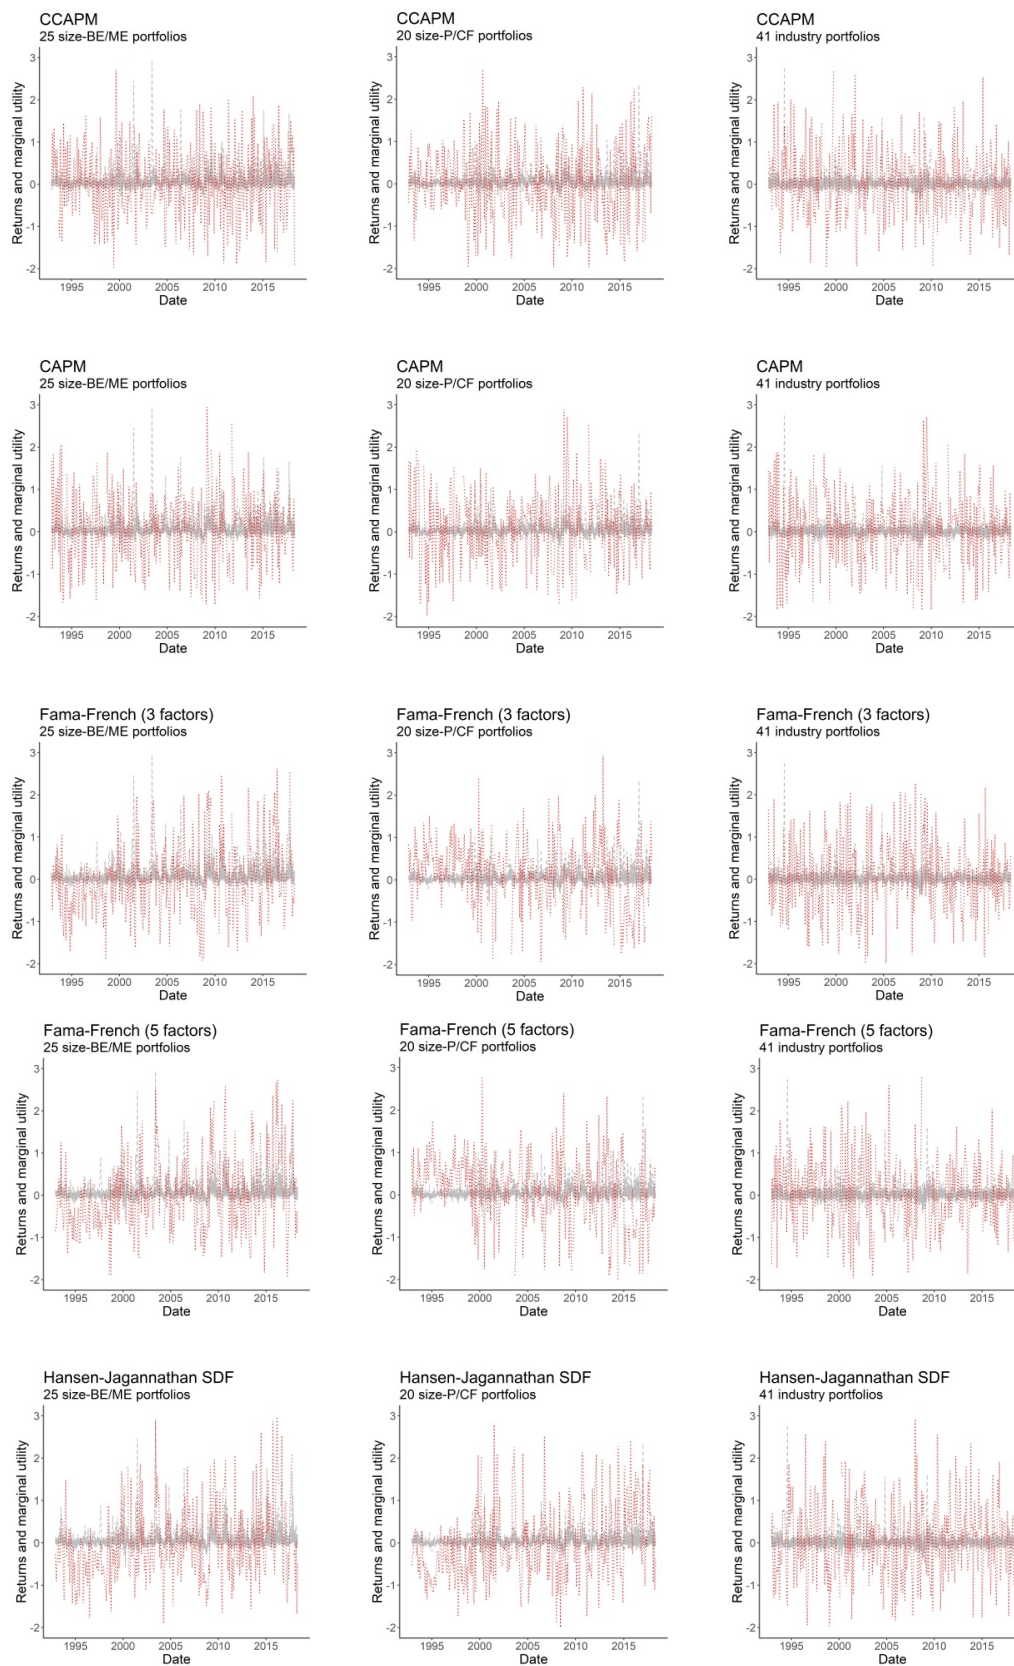 CCAPM
25 size-BE/ME portfolios
Returns and marginal utility
3
2
1
0
-1
-2
1995 2000 2005 2010 2015
Date
CCAPM
20 size-P/CF portfolios
Returns and marginal utility
3
2
1
0
-1
-2
1995 2000 2005 2010 2015
Date
CCAPM
41 industry portfolios
Returns and marginal utility
3
2
1
0
-1
-2
1995 2000 2005 2010 2015
Date
CAPM
25 size-BE/ME portfolios
Returns and marginal utility
3
2
1
0
-1
-2
1995 2000 2005 2010 2015
Date
CAPM
20 size-P/CF portfolios
Returns and marginal utility
3
2
1
0
-1
-2
1995 2000 2005 2010 2015
Date
CAPM
41 industry portfolios
Returns and marginal utility
3
2
1
0
-1
-2
1995 2000 2005 2010 2015
Date
Fama-French (3 factors)
25 size-BE/ME portfolios
Returns and marginal utility
3
2
1
0
-1
-2
1995 2000 2005 2010 2015
Date
Fama-French (3 factors)
20 size-P/CF portfolios
Returns and marginal utility
3
2
1
0
-1
-2
1995 2000 2005 2010 2015
Date
Fama-French (3 factors)
41 industry portfolios
Returns and marginal utility
3
2
1
0
-1
-2
1995 2000 2005 2010 2015
Date
Fama-French (5 factors)
25 size-BE/ME portfolios
Returns and marginal utility
3
2
1
0
-1
-2
1995 2000 2005 2010 2015
Date
Fama-French (5 factors)
20 size-P/CF portfolios
Returns and marginal utility
3
2
1
0
-1
-2
1995 2000 2005 2010 2015
Date
Fama-French (5 factors)
41 industry portfolios
Returns and marginal utility
3
2
1
0
-1
-2
1995 2000 2005 2010 2015
Date
Hansen-Jagannathan SDF
25 size-BE/ME portfolios
Returns and marginal utility
3
2
1
0
-1
-2
1995 2000 2005 2010 2015
Date
Hansen-Jagannathan SDF
20 size-P/CF portfolios
Returns and marginal utility
3
2
1
0
-1
-2
1995 2000 2005 2010 2015
Date
Hansen-Jagannathan SDF
41 industry portfolios
Returns and marginal utility
3
2
1
0
-1
-2
1995 2000 2005 2010 2015
Date